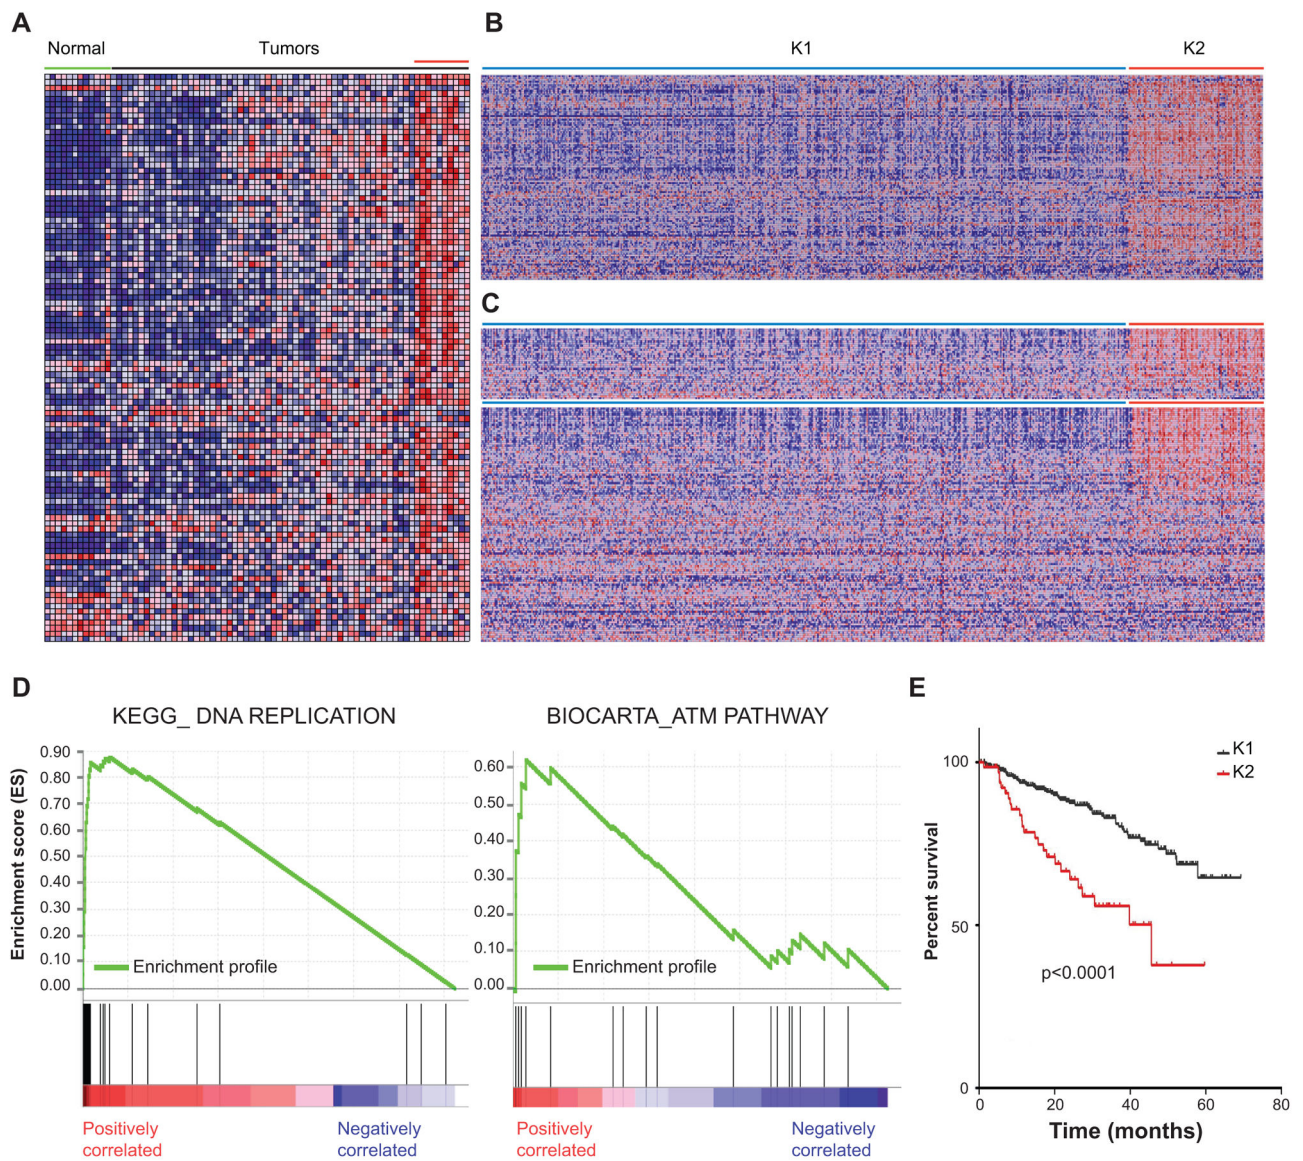 A
Normal
Tumors
B
K1
K2
C
D
KEGG_ DNA REPLICATION
Enrichment score (ES)
0.90
0.80
0.70
0.60
0.50
0.40
0.30
0.20
0.10
0.00
Enrichment profile
Positively
correlated
Negatively
correlated
BIOCARTA_ATM PATHWAY
0.60
0.50
0.40
0.30
0.20
0.10
0.00
Enrichment profile
Positively
correlated
Negatively
correlated
E
Percent survival
100
50
0
K1
K2
p<0.0001
0
20
40
60
80
Time (months)